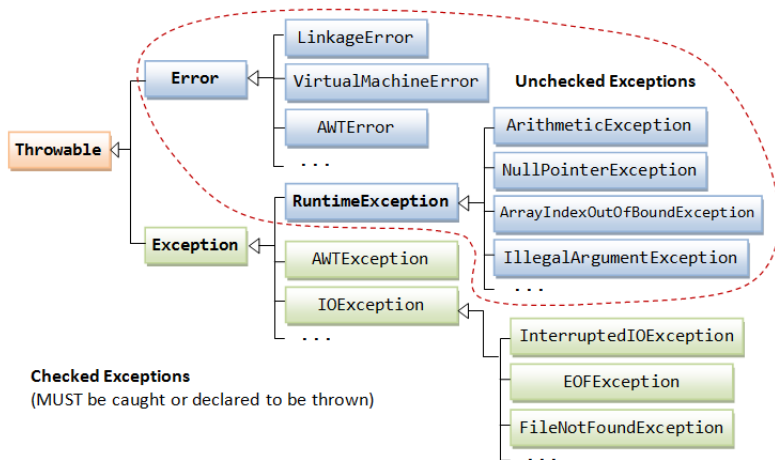 LinkageError
Error
VirtualMachineError
Unchecked Exceptions
AWTError
ArithmeticException
...
Throwable
NullPointerException
RuntimeException
ArrayIndexOutOfBoundException
Exception
AWTException
IllegalArgumentException
...
IOException
...
InterruptedIOException
Checked Exceptions
(MUST be caught or declared to be thrown)
EOFException
FileNotFoundException
...